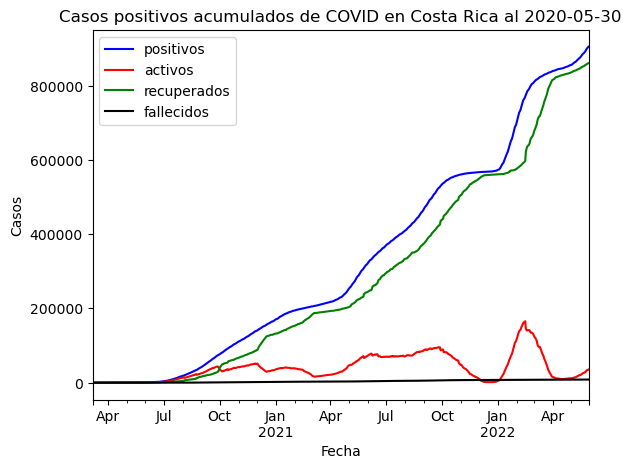 Casos positivos acumulados de COVID en Costa Rica al 2020-05-30
positivos
activos
recuperados
fallecidos
800000
600000
400000
200000
0
Casos
Apr Jul Oct Jan Apr Jul Oct Jan Apr
2021 2022
Fecha